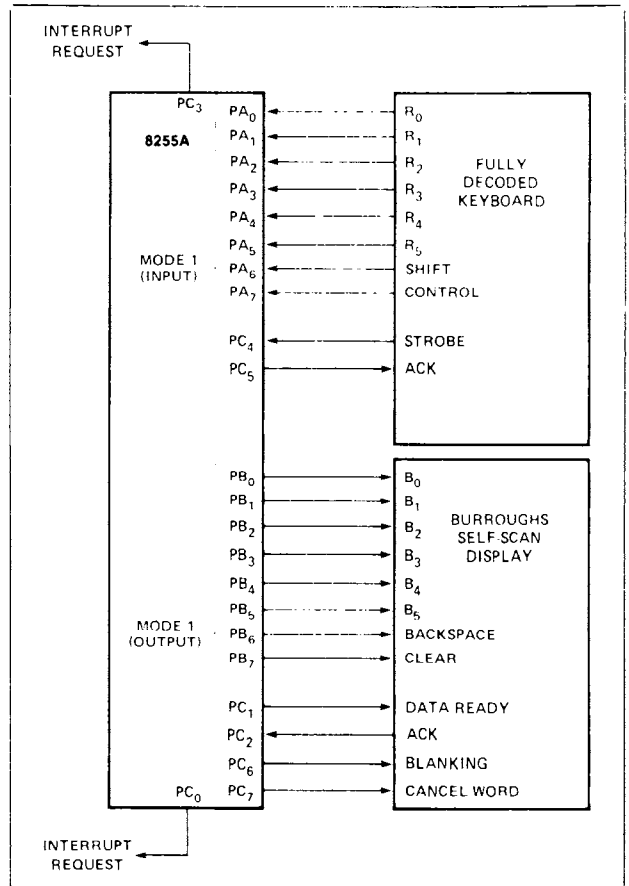 INTERRUPT
REQUEST
PC3 PA0 R0
8255A PA1 R1
PA2 R2 FULLY
DECODED
PA3 R3 KEYBOARD
PA4 R4
PA5 R5
MODE 1
(INPUT) PA6 SHIFT
PA7 CONTROL
PC4 STROBE
PC5 ACK
PB0 B0
PB1 B1 BURROUGHS
PB2 B2 SELF-SCAN
DISPLAY
PB3 B3
PB4 B4
PB5 B5
MODE 1
(OUTPUT) PB6 BACKSPACE
PB7 CLEAR
PC1 DATA READY
PC2 ACK
PC6 BLANKING
PC0 PC7 CANCEL WORD
INTERRUPT
REQUEST